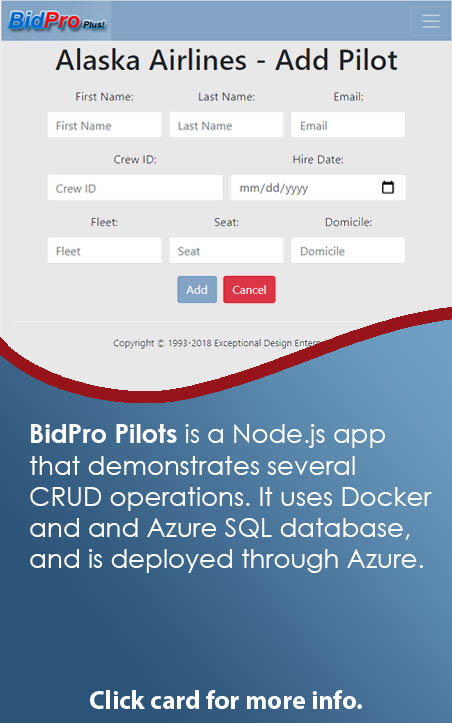 BidPro Plus!
Alaska Airlines - Add Pilot
First Name: Last Name: Email:
First Name Last Name Email
Crew ID: Hire Date:
Crew ID mm/dd/yyyy
Fleet: Seat: Domicile:
Fleet Seat Domicile
Add Cancel
Copyright © 1993-2018 Exceptional Design
BidPro Pilots is a Node.js app
that demonstrates several
CRUD operations. It uses Docker
and and Azure SQL database,
and is deployed through Azure.
Click card for more info.